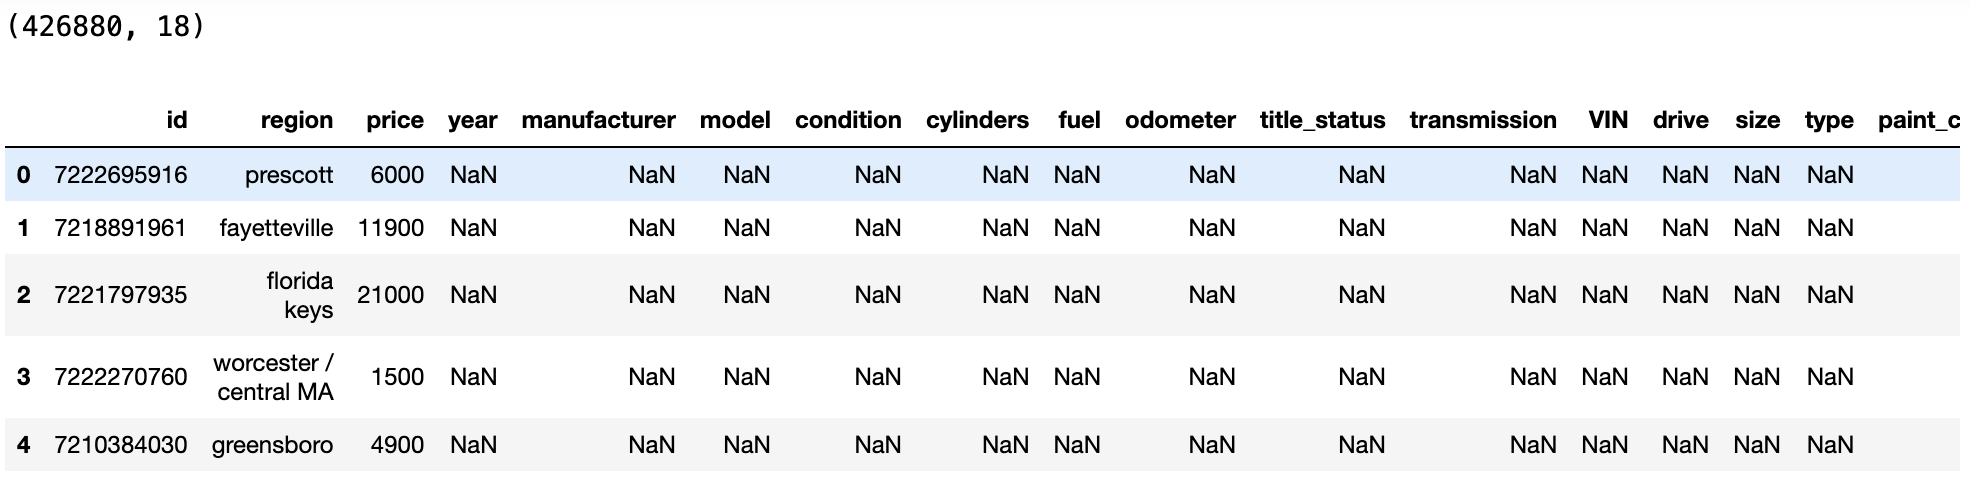 (426880, 18)
id region price year manufacturer model condition cylinders fuel odometer title_status transmission VIN drive size type paint_c
0 7222695916 prescott 6000 NaN NaN NaN NaN NaN NaN NaN NaN NaN NaN NaN NaN NaN
1 7218891961 fayetteville 11900 NaN NaN NaN NaN NaN NaN NaN NaN NaN NaN NaN NaN NaN
2 7221797935 florida keys 21000 NaN NaN NaN NaN NaN NaN NaN NaN NaN NaN NaN NaN NaN
3 7222270760 worcester / central MA 1500 NaN NaN NaN NaN NaN NaN NaN NaN NaN NaN NaN NaN NaN
4 7210384030 greensboro 4900 NaN NaN NaN NaN NaN NaN NaN NaN NaN NaN NaN NaN NaN